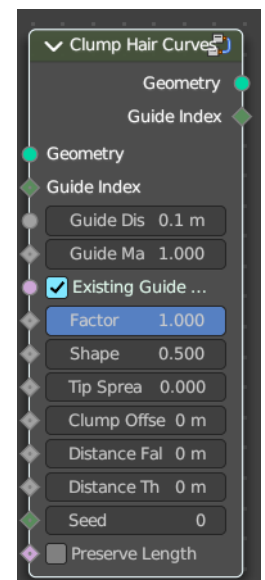 Clump Hair Curves
Geometry
Guide Index
Geometry
Guide Index
Guide Dis 0.1 m
Guide Ma 1.000
Existing Guide ...
Factor 1.000
Shape 0.500
Tip Sprea 0.000
Clump Offse 0 m
Distance Fal 0 m
Distance Th 0 m
Seed 0
Preserve Length